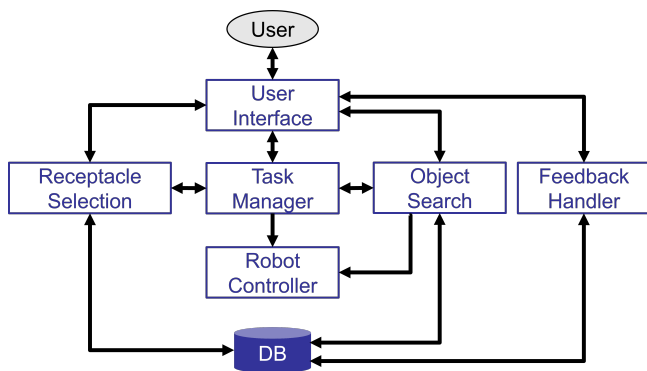 User
User
Interface
Receptacle
Selection
Task
Manager
Object
Search
Feedback
Handler
Robot
Controller
DB